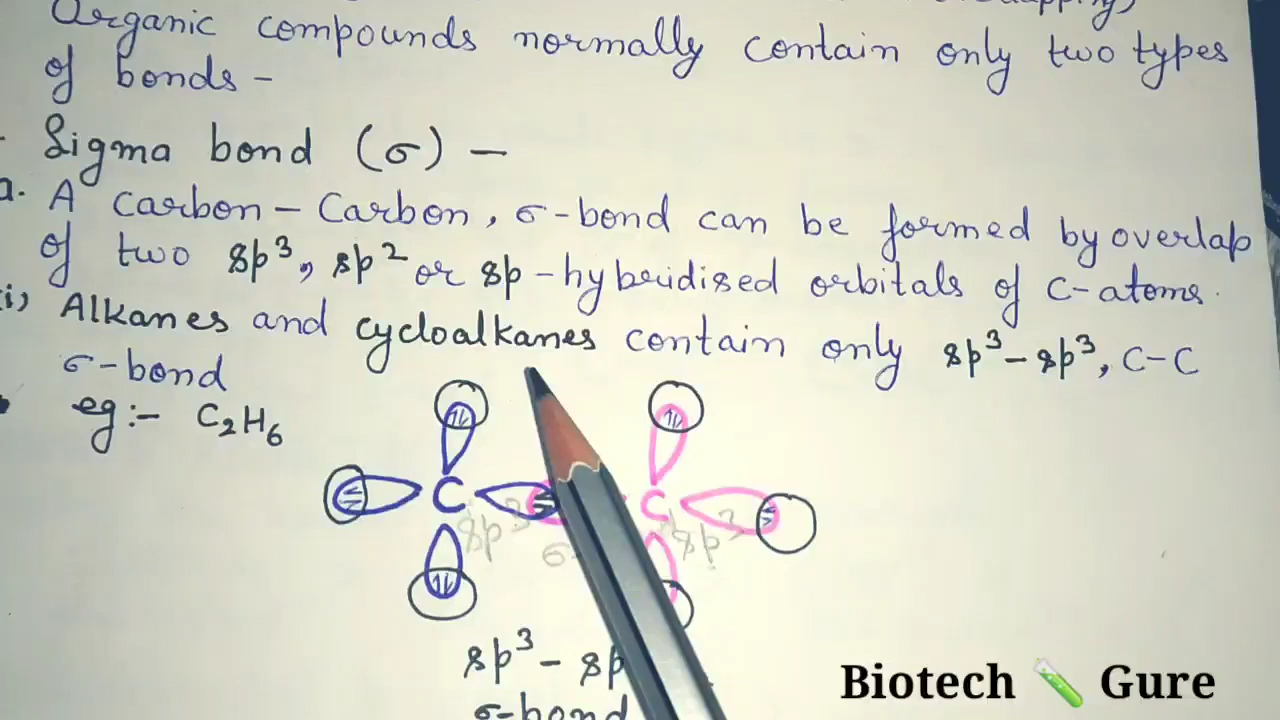 Organic compounds normally contain only two types
of bonds -
Sigma bond (σ) -
a. A carbon - Carbon, σ-bond can be formed by overlap
of two sp³, sp² or sp-hybridised orbitals of C-atoms.
(i) Alkanes and cycloalkanes contain only sp³-sp³, C-C
σ-bond
eg:- C₂H₆
C C
sp³ sp³
σ
sp³ - sp
σ-bond
Biotech Gure